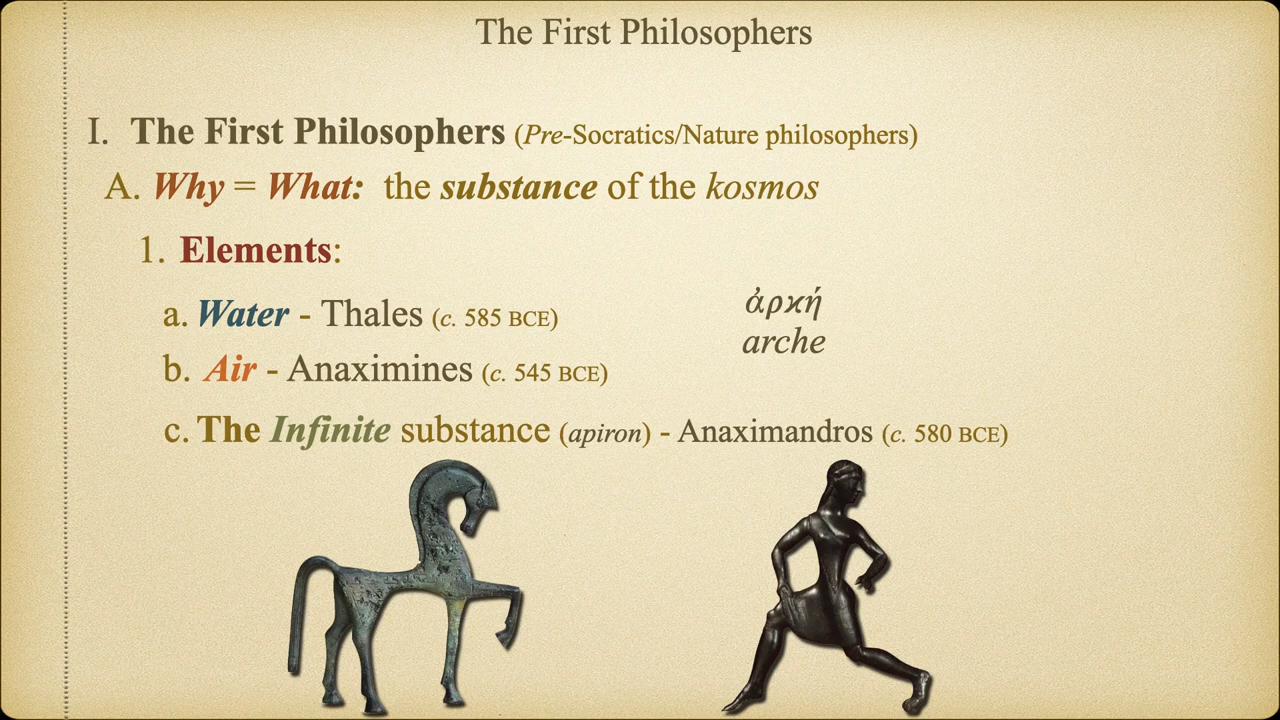 The First Philosophers
I. The First Philosophers (Pre-Socratics/Nature philosophers)
A. Why = What: the substance of the kosmos
1. Elements:
a. Water - Thales (c. 585 BCE)
ἀρϰή
arche
b. Air - Anaximines (c. 545 BCE)
c. The Infinite substance (apiron) - Anaximandros (c. 580 BCE)